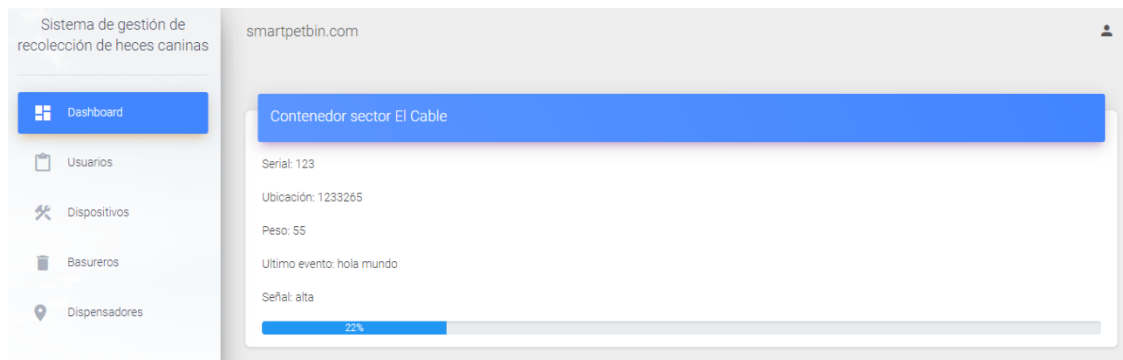 Sistema de gestión de
recolección de heces caninas
Dashboard
Usuarios
Dispositivos
Basureros
Dispensadores
smartpetbin.com
Contenedor sector El Cable
Serial: 123
Ubicación: 1233265
Peso: 55
Ultimo evento: hola mundo
Señal: alta
22%